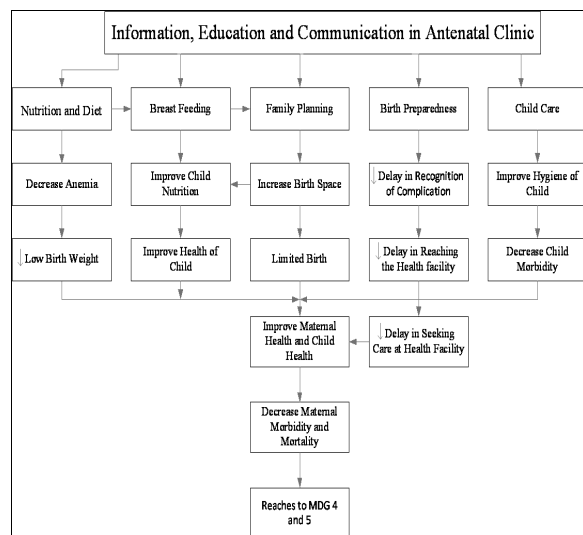 Information, Education and Communication in Antenatal Clinic
Nutrition and Diet
Breast Feeding
Family Planning
Birth Preparedness
Child Care
Decrease Anemia
Improve Child
Nutrition
Increase Birth Space
↓ Delay in Recognition
of Complication
Improve Hygiene of
Child
↓ Low Birth Weight
Improve Health of
Child
Limited Birth
↓ Delay in Reaching
the Health facility
Decrease Child
Morbidity
Improve Maternal
Health and Child
Health
↓ Delay in Seeking
Care at Health Facility
Decrease Maternal
Morbidity and
Mortality
Reaches to MDG 4
and 5